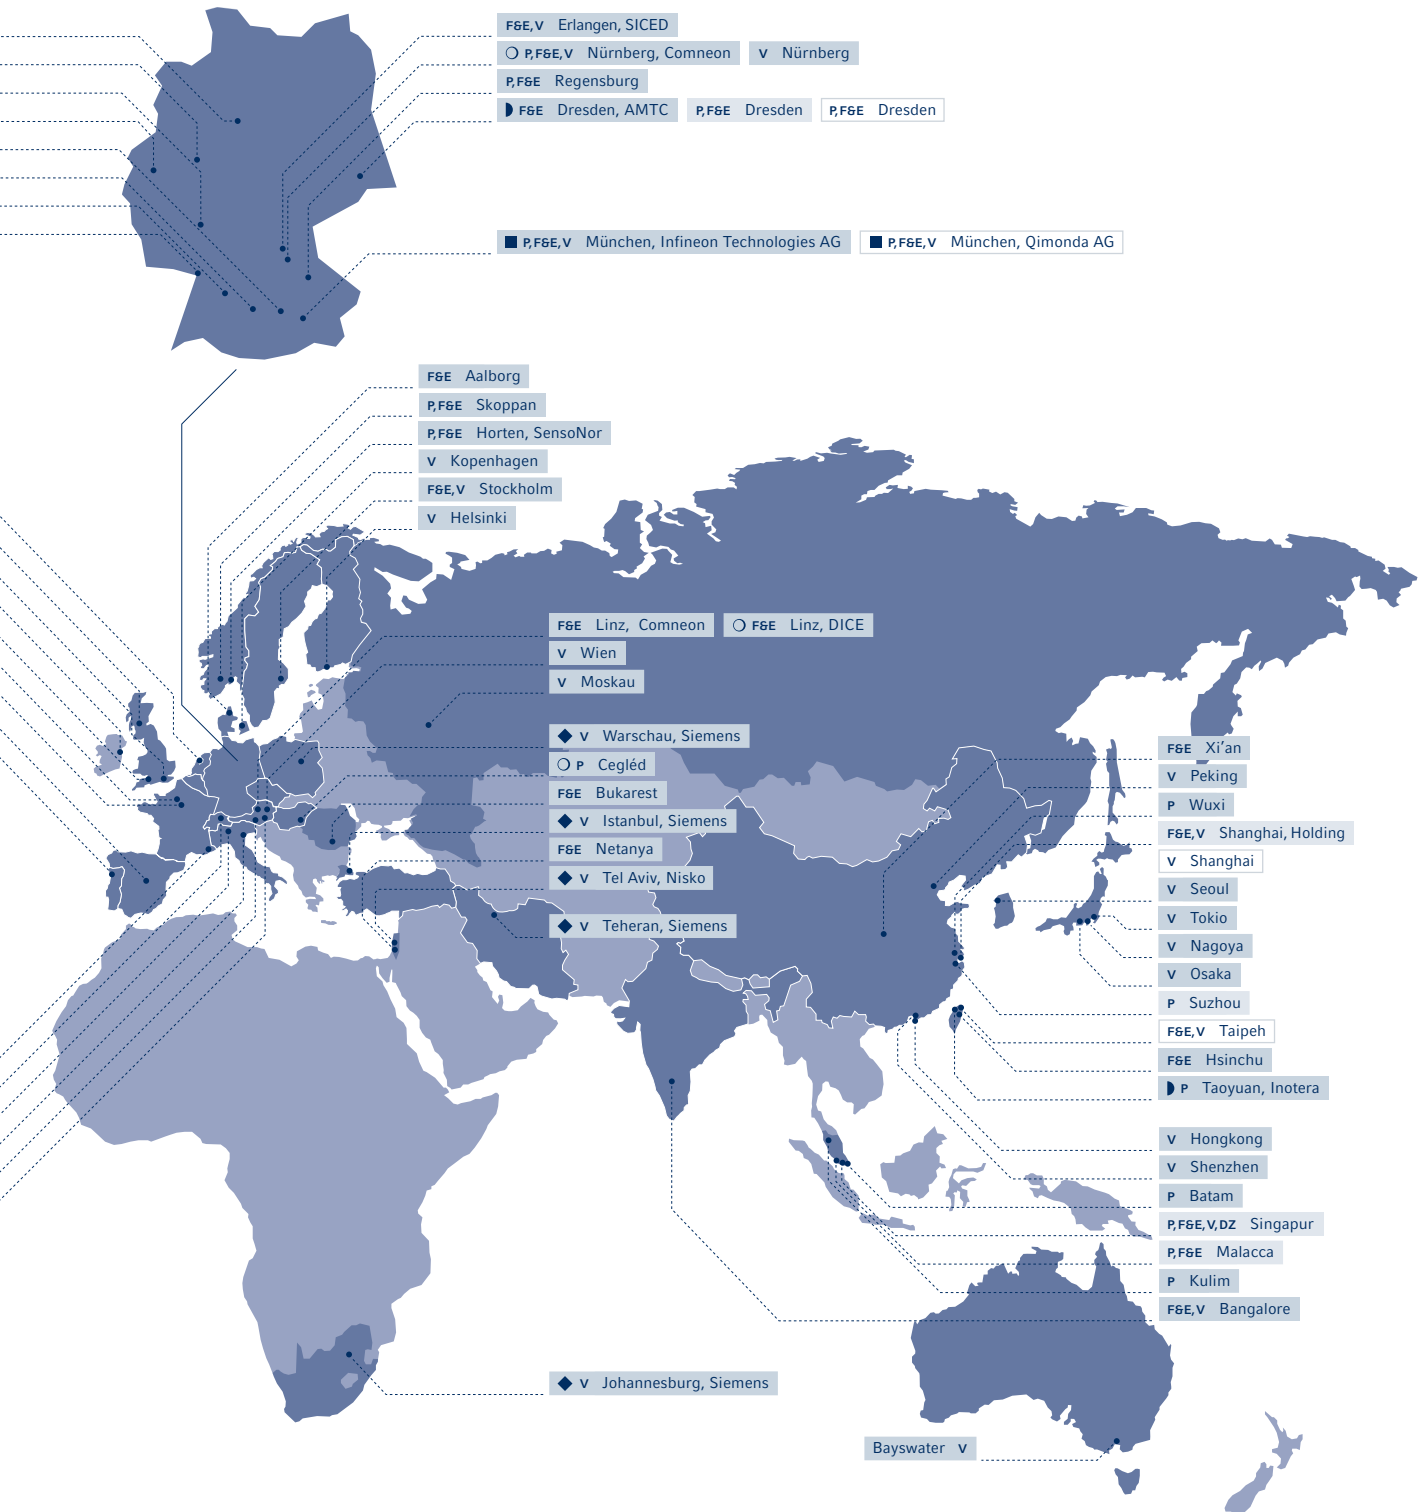 F&E,V Erlangen, SICED
P,F&E,V Nürnberg, Comneon V Nürnberg
P,F&E Regensburg
F&E Dresden, AMTC P,F&E Dresden P,F&E Dresden
P,F&E,V München, Infineon Technologies AG P,F&E,V München, Qimonda AG
F&E Aalborg
P,F&E Skoppan
P,F&E Horten, SensoNor
V Kopenhagen
F&E,V Stockholm
V Helsinki
F&E Linz, Comneon F&E Linz, DICE
V Wien
V Moskau
V Warschau, Siemens
P Cegléd
F&E Bukarest
V Istanbul, Siemens
F&E Netanya
V Tel Aviv, Nisko
V Teheran, Siemens
F&E Xi’an
V Peking
P Wuxi
F&E,V Shanghai, Holding
V Shanghai
V Seoul
V Tokio
V Nagoya
V Osaka
P Suzhou
F&E,V Taipeh
F&E Hsinchu
P Taoyuan, Inotera
V Hongkong
V Shenzhen
P Batam
P,F&E,V,DZ Singapur
P,F&E Malacca
P Kulim
F&E,V Bangalore
V Johannesburg, Siemens
Bayswater V